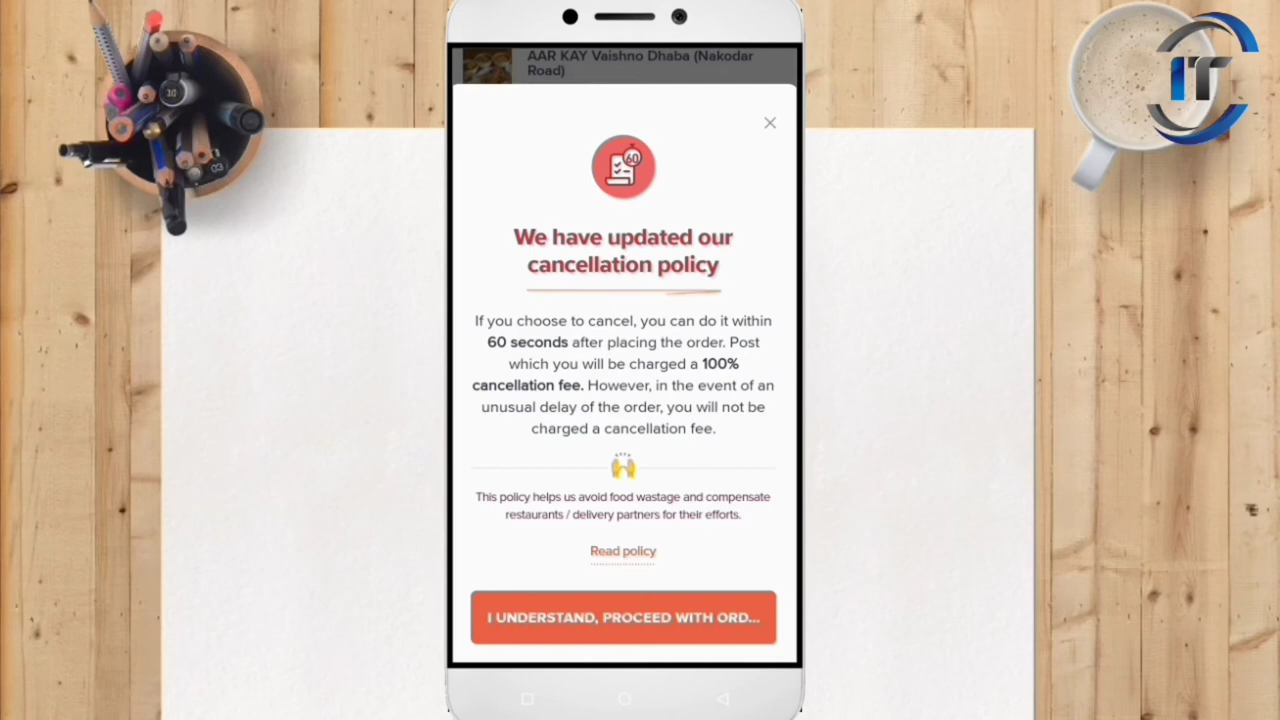 IT
AAR KAY Vaishno Dhaba (Nakodar
Road)
60
We have updated our
cancellation policy
If you choose to cancel, you can do it within
60 seconds after placing the order. Post
which you will be charged a 100%
cancellation fee. However, in the event of an
unusual delay of the order, you will not be
charged a cancellation fee.
This policy helps us avoid food wastage and compensate
restaurants / delivery partners for their efforts.
Read policy
I UNDERSTAND, PROCEED WITH ORD...